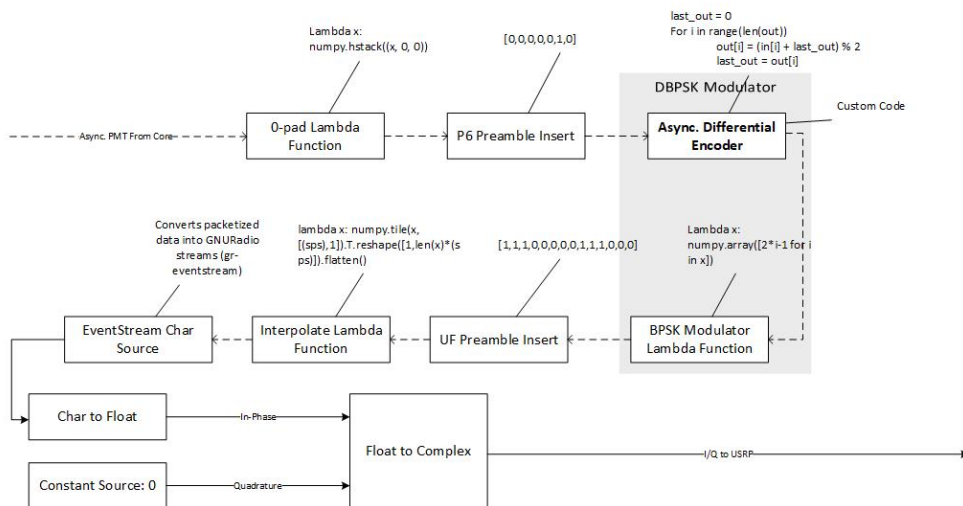 Lambda x:
numpy.hstack((x, 0, 0))
[0,0,0,0,0,1,0]
last_out = 0
For i in range(len(out))
out[i] = (in[i] + last_out) % 2
last_out = out[i]
DBPSK Modulator
Custom Code
Async. PMT From Core
0-pad Lambda
Function
P6 Preamble Insert
Async. Differential
Encoder
Converts packetized
data into GNURadio
streams (gr-
eventstream)
lambda x: numpy.tile(x,
[(sps),1]).T.reshape([1,len(x)*(s
ps)]).flatten()
[1,1,1,0,0,0,0,0,1,1,1,0,0,0]
Lambda x:
numpy.array([2*i-1 for i
in x])
EventStream Char
Source
Interpolate Lambda
Function
UF Preamble Insert
BPSK Modulator
Lambda Function
Char to Float
In-Phase
Float to Complex
I/Q to USRP
Constant Source: 0
Quadrature